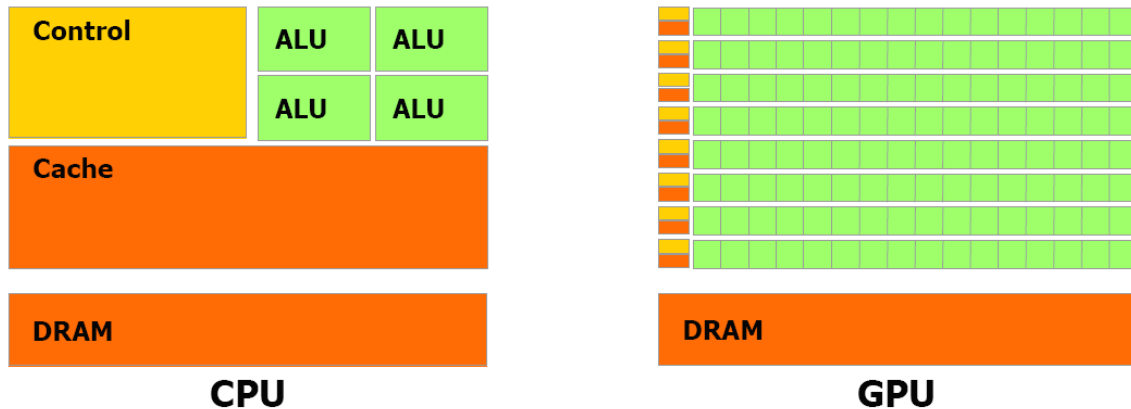 Control
ALU
ALU
ALU
ALU
Cache
DRAM
CPU
DRAM
GPU